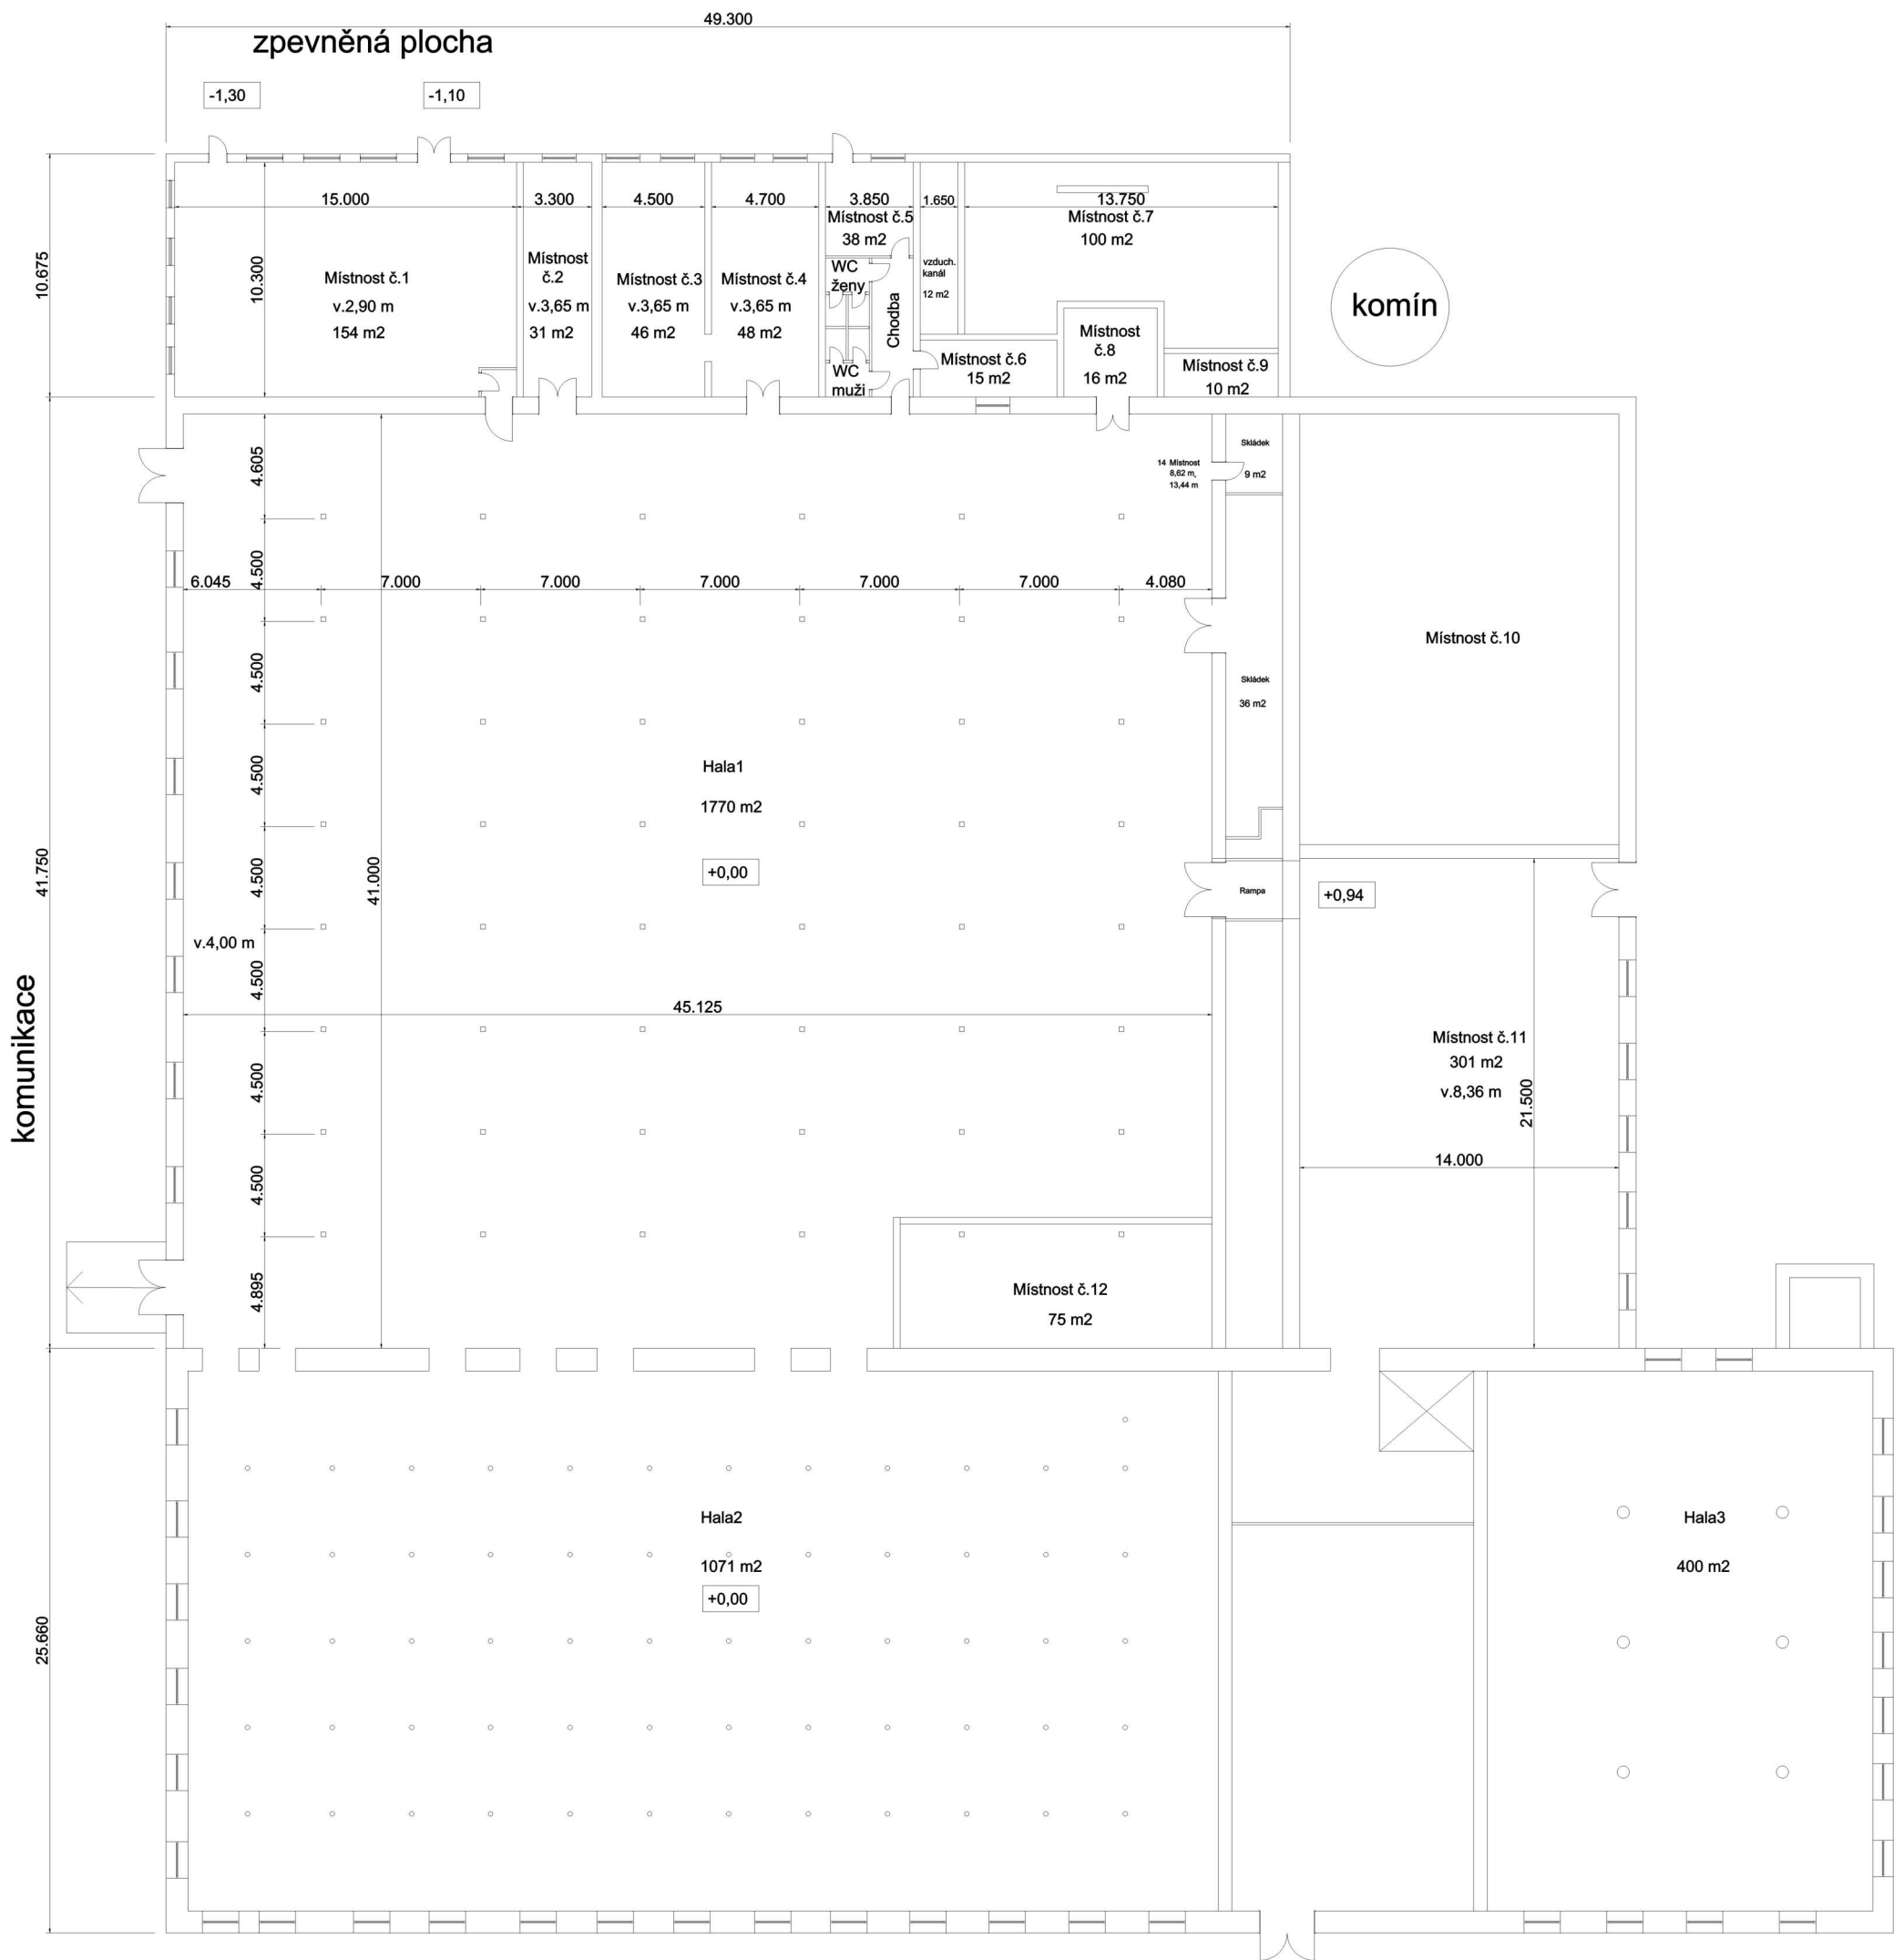 49.300
zpevněná plocha
-1,30
-1,10
15.000
3.300
4.500
4.700
3.850
1.650
13.750
10.675
10.300
Místnost č.1
v.2,90 m
154 m2
Místnost
č.2
v.3,65 m
31 m2
Místnost č.3
v.3,65 m
46 m2
Místnost č.4
v.3,65 m
48 m2
Místnost č.5
38 m2
WC
ženy
WC
muži
Chodba
vzduch.
kanál
12 m2
Místnost č.6
15 m2
Místnost č.7
100 m2
Místnost
č.8
16 m2
Místnost č.9
10 m2
komín
4.605
4.500
4.500
4.500
4.500
4.500
4.500
4.500
4.895
41.750
41.000
komunikace
6.045
7.000
7.000
7.000
7.000
7.000
4.080
14 Místnost
8,62 m,
13,44 m
Skládek
9 m2
Skládek
36 m2
Místnost č.10
Hala1
1770 m2
+0,00
v.4,00 m
45.125
Rampa
+0,94
Místnost č.11
301 m2
v.8,36 m
21.500
14.000
Místnost č.12
75 m2
25.660
Hala2
1071 m2
+0,00
Hala3
400 m2